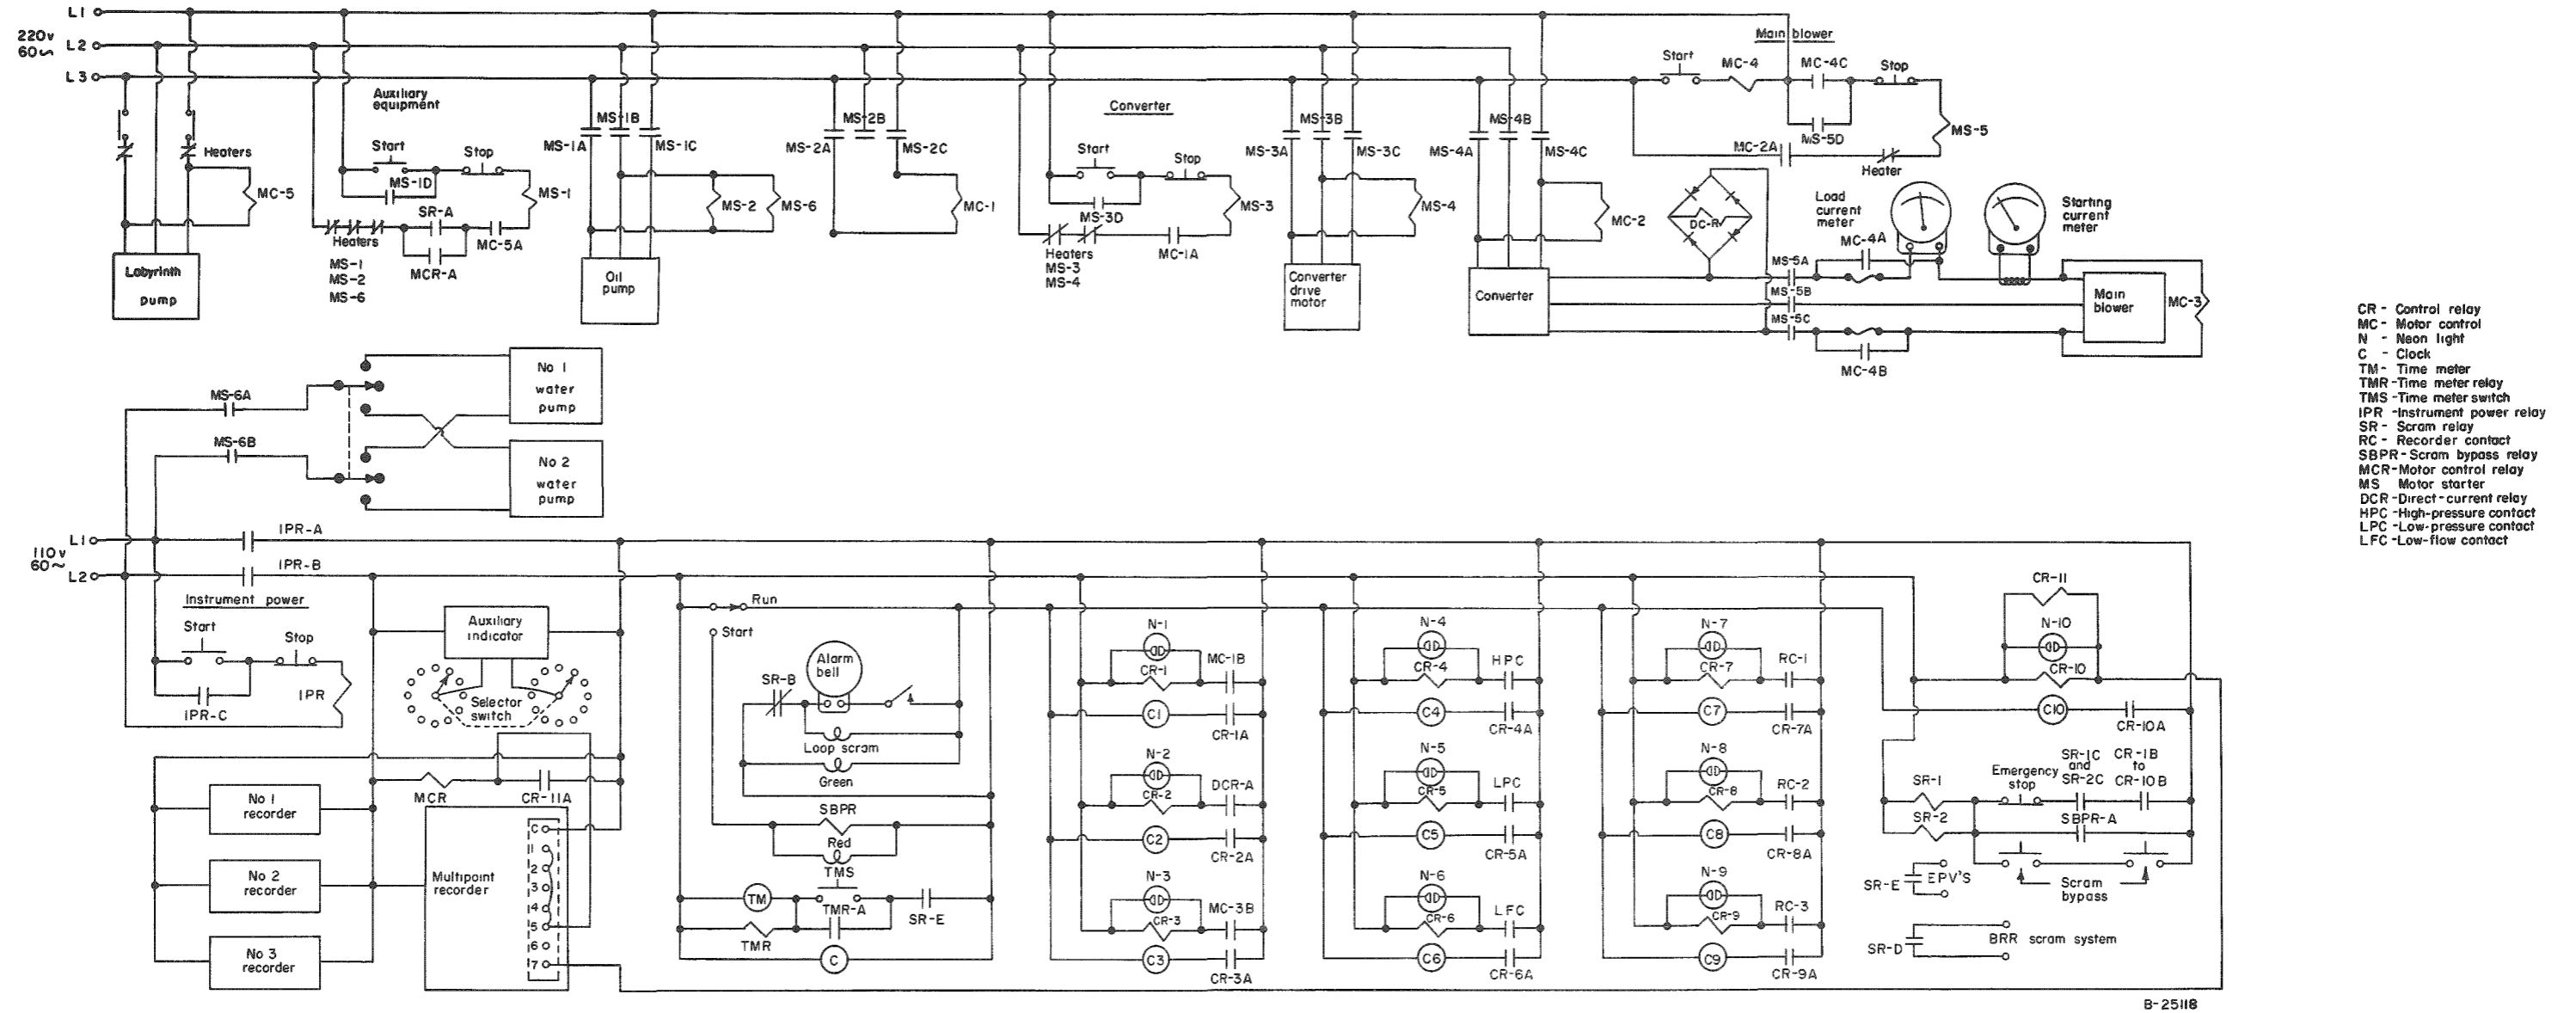 L1
220v
60~
L2
L3
Auxiliary
equipment
Converter
Main blower
Start
MC-4
MC-4C
Stop
MS-5D
MS-5
MC-2A
Heater
Heaters
MC-5
Labyrinth
pump
Start
Stop
MS-1D
MS-1
SR-A
Heaters
MC-5A
MCR-A
MS-1
MS-2
MS-6
MS-1A
MS-1B
MS-1C
MS-2
MS-6
Oil
pump
MS-2A
MS-2B
MS-2C
MC-1
Start
Stop
MS-3D
MS-3
Heaters
MS-3
MS-4
MC-1A
MS-3A
MS-3B
MS-3C
MS-4
Converter
drive
motor
MS-4A
MS-4B
MS-4C
MC-2
Converter
DC-R
Load
current
meter
MC-4A
Starting
current
meter
MS-5A
MS-5B
MS-5C
MC-4B
Main
blower
MC-3
CR - Control relay
MC - Motor control
N - Neon light
C - Clock
TM - Time meter
TMR - Time meter relay
TMS - Time meter switch
IPR - Instrument power relay
SR - Scram relay
RC - Recorder contact
SBPR - Scram bypass relay
MCR - Motor control relay
MS Motor starter
DCR - Direct-current relay
HPC - High-pressure contact
LPC - Low-pressure contact
LFC - Low-flow contact
No 1
water
pump
MS-6A
MS-6B
No 2
water
pump
L1
110v
60~
L2
IPR-A
IPR-B
Instrument power
Start
Stop
IPR
IPR-C
Auxiliary
indicator
Selector
switch
MCR
CR-11A
No 1
recorder
No 2
recorder
No 3
recorder
Multipoint
recorder
C
1
2
3
4
5
6
7
Run
Start
Alarm
bell
SR-B
Loop scram
Green
SBPR
Red
TMS
TM
TMR-A
SR-E
TMR
C
N-1
CR-1
MC-1B
C1
CR-1A
N-2
CR-2
DCR-A
C2
CR-2A
N-3
CR-3
MC-3B
C3
CR-3A
N-4
CR-4
HPC
C4
CR-4A
N-5
CR-5
LPC
C5
CR-5A
N-6
CR-6
LFC
C6
CR-6A
N-7
CR-7
RC-1
C7
CR-7A
N-8
CR-8
RC-2
C8
CR-8A
N-9
CR-9
RC-3
C9
CR-9A
CR-11
N-10
CR-10
C10
CR-10A
SR-1
SR-2
Emergency
stop
SR-1C
and
SR-2C
CR-1B
to
CR-10B
SBPR-A
SR-E
EPV'S
Scram
bypass
SR-D
BRR scram system
B-25118